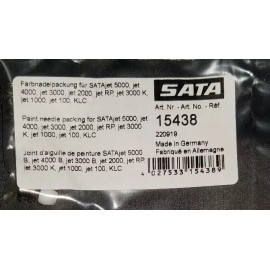 Farbnadelpackung für SATAjet 5000, jet
4000, jet 3000, jet 2000, jet RP, jet 3000 K,
jet 1000, jet 100, KLC
Paint needle packing for SATAjet 5000,
jet 4000, jet 3000, jet 2000, jet RP, jet 3000
K, jet 1000, jet 100, KLC
Joint d'aiguille de peinture SATAjet 5000
B, jet 4000 B, jet 3000 B, jet 2000, jet RP,
jet 3000 K, jet 1000, jet 100, KLC
SATA
Art. Nr. - Art. No. - Réf.
15438
220919
Made in Germany
Fabriqué en Allemagne
4 027533 154389